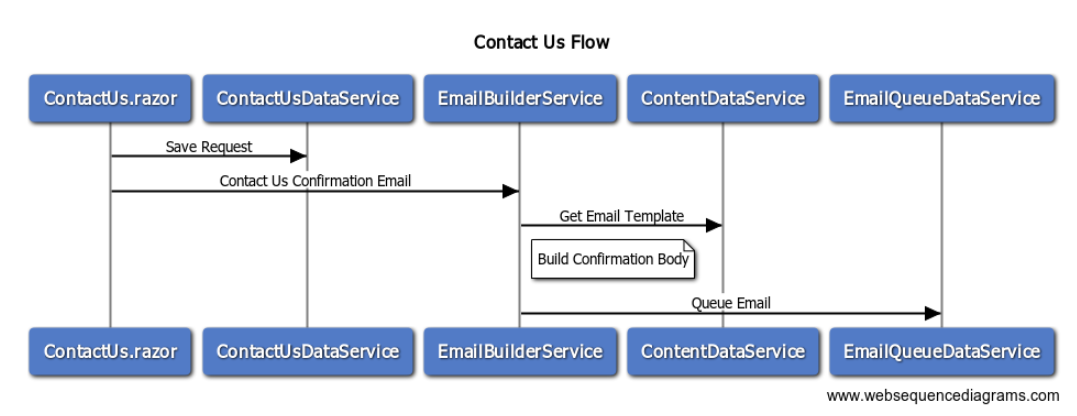 Contact Us Flow
ContactUs.razor ContactUsDataService EmailBuilderService ContentDataService EmailQueueDataService
Save Request
Contact Us Confirmation Email
Get Email Template
Build Confirmation Body
Queue Email
ContactUs.razor ContactUsDataService EmailBuilderService ContentDataService EmailQueueDataService
www.websequencediagrams.com